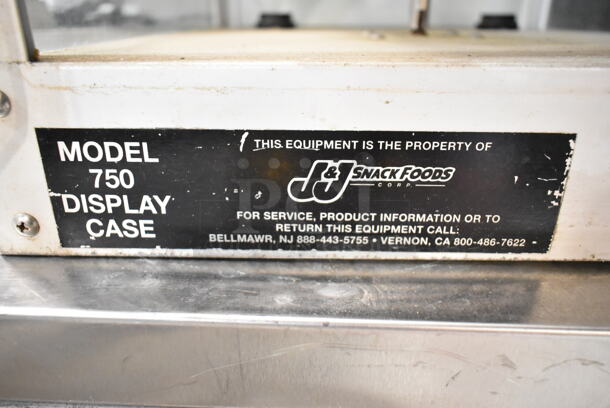 MODEL
750
DISPLAY
CASE
THIS EQUIPMENT IS THE PROPERTY OF
J&J SNACK FOODS
CORP.
FOR SERVICE, PRODUCT INFORMATION OR TO
RETURN THIS EQUIPMENT CALL:
BELLMAWR, NJ 888-443-5755 • VERNON, CA 800-486-7622